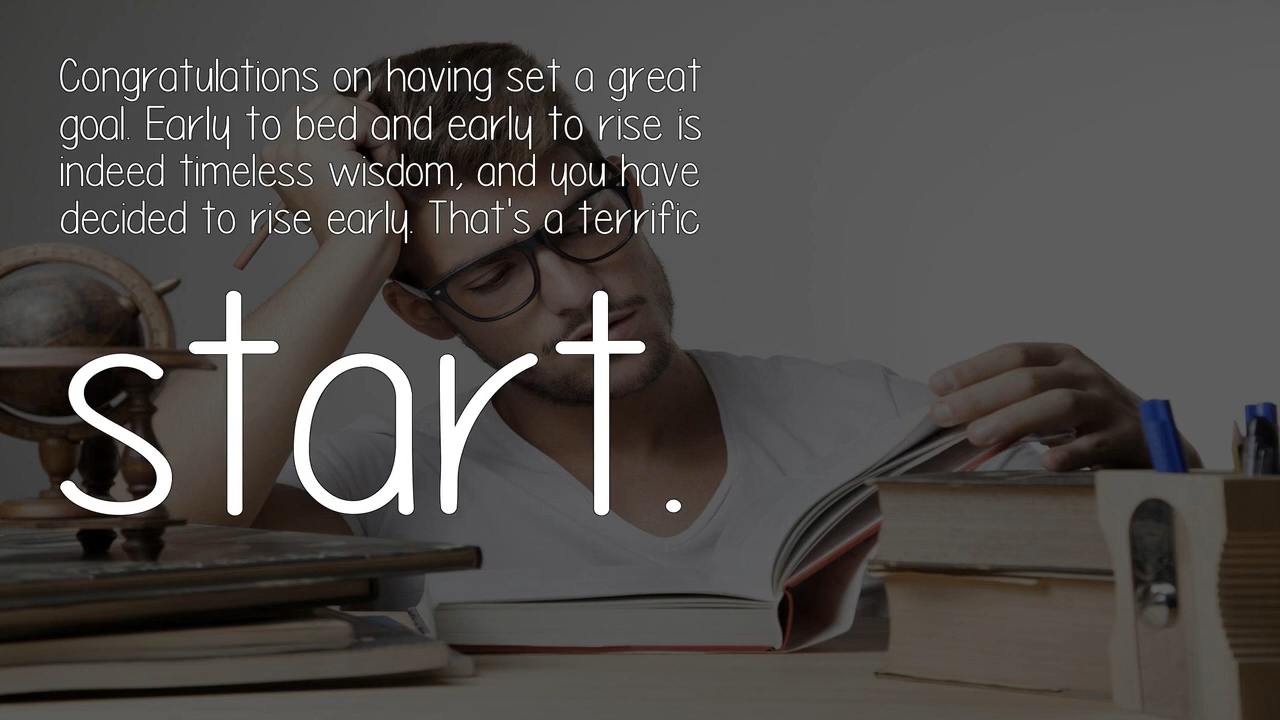 Congratulations on having set a great
goal. Early to bed and early to rise is
indeed timeless wisdom, and you have
decided to rise early. That's a terrific
start.